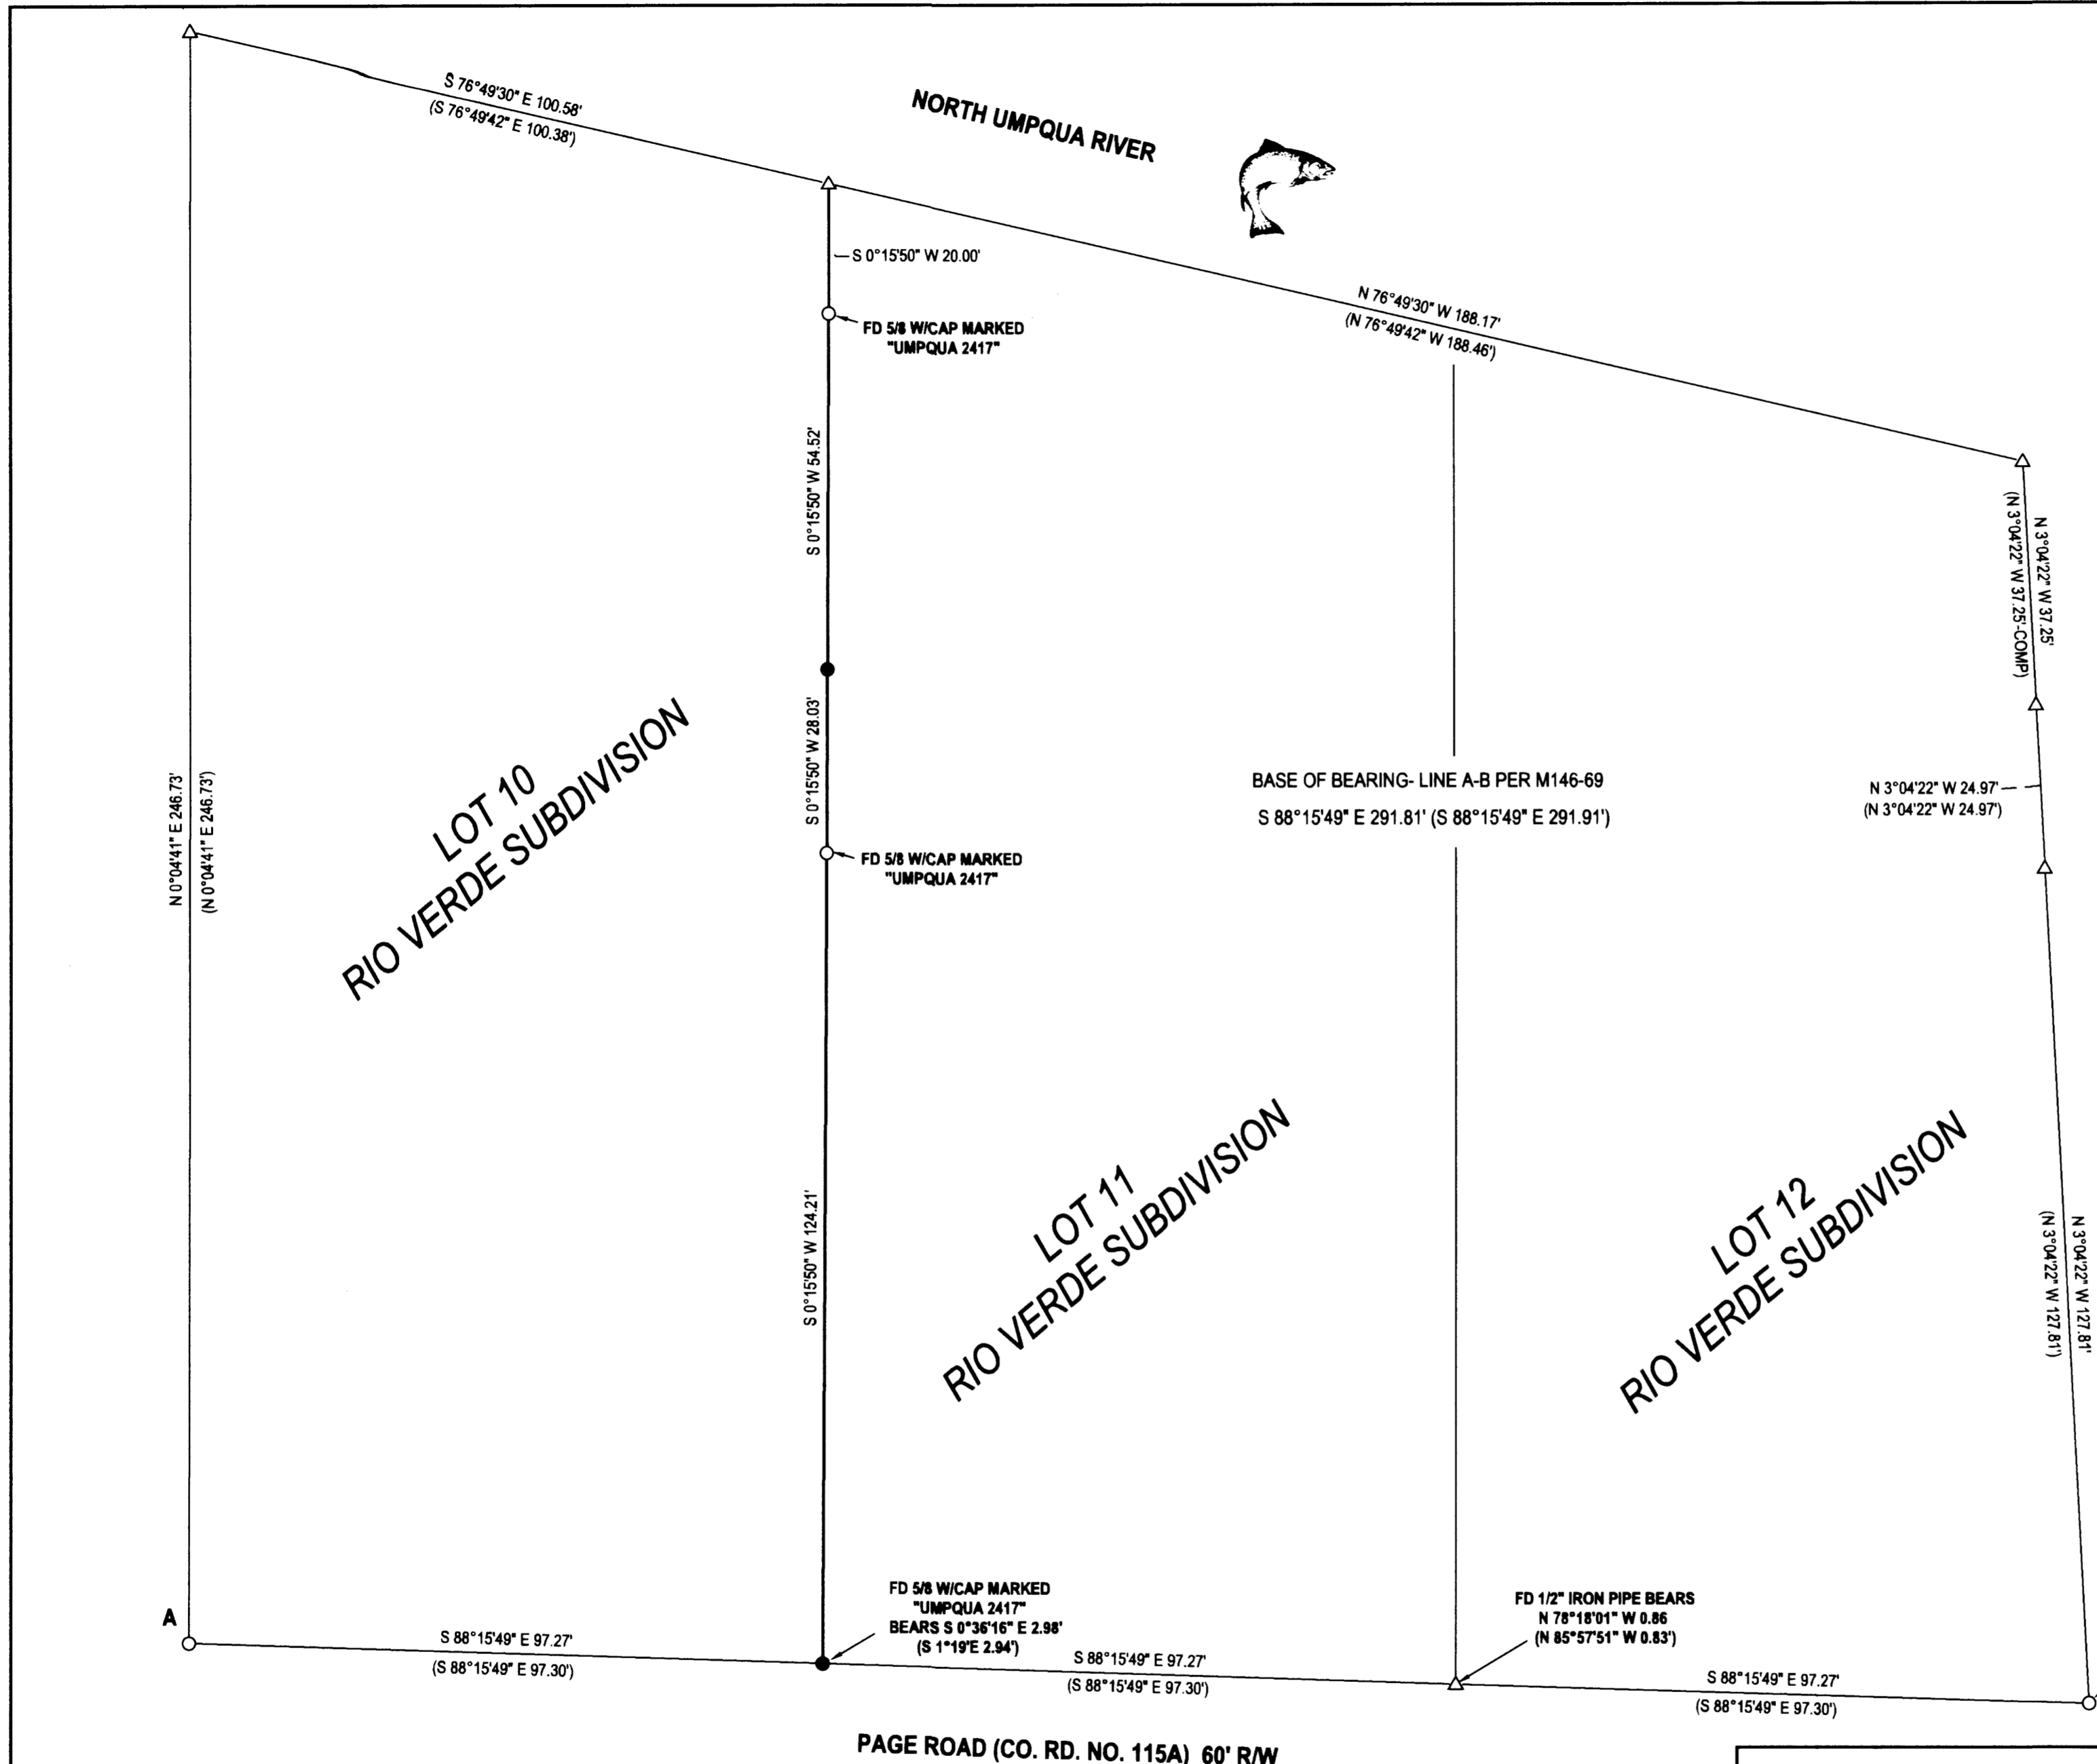 S 76°49'30" E 100.58'
(S 76°49'42" E 100.38')
NORTH UMPQUA RIVER
S 0°15'50" W 20.00'
FD 5/8 W/CAP MARKED
"UMPQUA 2417"
N 76°49'30" W 188.17'
(N 76°49'42" W 188.46')
S 0°15'50" W 54.52'
N 3°04'22" W 37.25'
(N 3°04'22" W 37.25'-COMP)
LOT 10
RIO VERDE SUBDIVISION
N 0°04'41" E 246.73'
(N 0°04'41" E 246.73')
S 0°15'50" W 28.03'
BASE OF BEARING- LINE A-B PER M146-69
S 88°15'49" E 291.81' (S 88°15'49" E 291.91')
N 3°04'22" W 24.97'
(N 3°04'22" W 24.97')
FD 5/8 W/CAP MARKED
"UMPQUA 2417"
S 0°15'50" W 124.21'
LOT 11
RIO VERDE SUBDIVISION
LOT 12
RIO VERDE SUBDIVISION
N 3°04'22" W 127.81'
(N 3°04'22" W 127.81')
A
FD 5/8 W/CAP MARKED
"UMPQUA 2417"
BEARS S 0°36'16" E 2.98'
(S 1°19'E 2.94')
FD 1/2" IRON PIPE BEARS
N 78°18'01" W 0.86
(N 85°57'51" W 0.83')
S 88°15'49" E 97.27'
(S 88°15'49" E 97.30')
S 88°15'49" E 97.27'
(S 88°15'49" E 97.30')
S 88°15'49" E 97.27'
(S 88°15'49" E 97.30')
PAGE ROAD (CO. RD. NO. 115A) 60' R/W